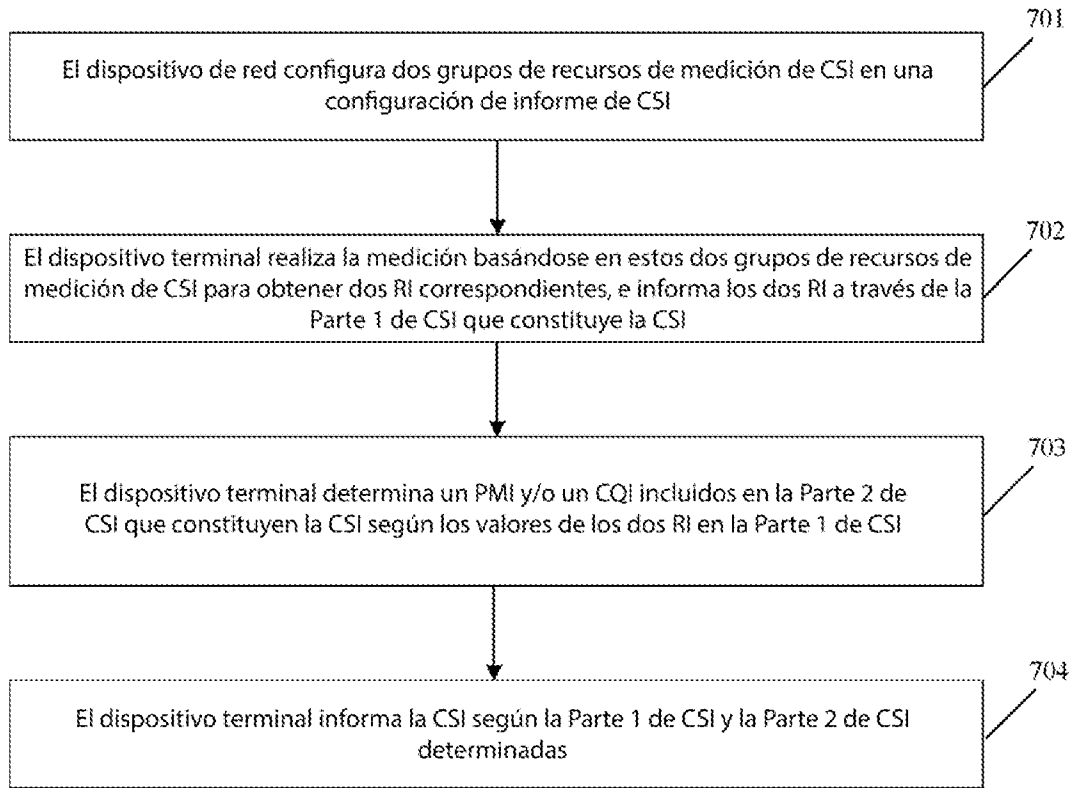 701
El dispositivo de red configura dos grupos de recursos de medición de CSI en una
configuración de informe de CSI
702
El dispositivo terminal realiza la medición basándose en estos dos grupos de recursos de
medición de CSI para obtener dos RI correspondientes, e informa los dos RI a través de la
Parte 1 de CSI que constituye la CSI
703
El dispositivo terminal determina un PMI y/o un CQI incluidos en la Parte 2 de
CSI que constituyen la CSI según los valores de los dos RI en la Parte 1 de CSI
704
El dispositivo terminal informa la CSI según la Parte 1 de CSI y la Parte 2 de CSI
determinadas